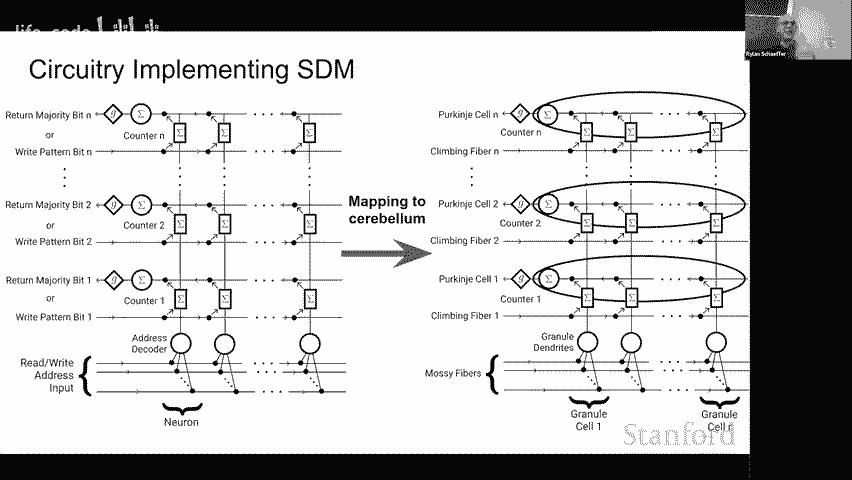 Rylan Schaeffer
Circuitry Implementing SDM
Return Majority Bit n
or
Write Pattern Bit n
g
Σ
Counter n
Σ
Σ
Σ
Return Majority Bit 2
or
Write Pattern Bit 2
g
Σ
Counter 2
Σ
Σ
Σ
Return Majority Bit 1
or
Write Pattern Bit 1
g
Σ
Counter 1
Σ
Σ
Σ
Address
Decoder
Read/Write
Address
Input
Neuron
Mapping to
cerebellum
Purkinje Cell n
g
Σ
Counter n
Climbing Fiber n
Σ
Σ
Σ
Purkinje Cell 2
g
Σ
Counter 2
Climbing Fiber 2
Σ
Σ
Σ
Purkinje Cell 1
g
Σ
Counter 1
Climbing Fiber 1
Σ
Σ
Σ
Granule
Dendrites
Mossy Fibers
Granule
Cell 1
Granule
Cell r
Stanford